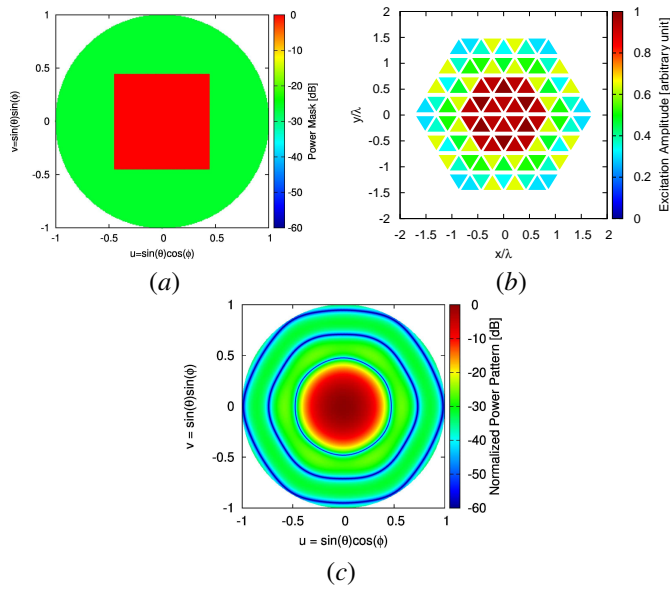 1
0.5
0
-0.5
-1
-1 -0.5 0 0.5 1
v=sin(θ)sin(ϕ)
u=sin(θ)cos(ϕ)
0
-10
-20
-30
-40
-50
-60
Power Mask [dB]
(a)
2
1.5
1
0.5
0
-0.5
-1
-1.5
-2
-2 -1.5 -1 -0.5 0 0.5 1 1.5 2
y/λ
x/λ
1
0.8
0.6
0.4
0.2
0
Excitation Amplitude [arbitrary unit]
(b)
1
0.5
0
-0.5
-1
-1 -0.5 0 0.5 1
v = sin(θ)sin(ϕ)
u = sin(θ)cos(ϕ)
0
-10
-20
-30
-40
-50
-60
Normalized Power Pattern [dB]
(c)